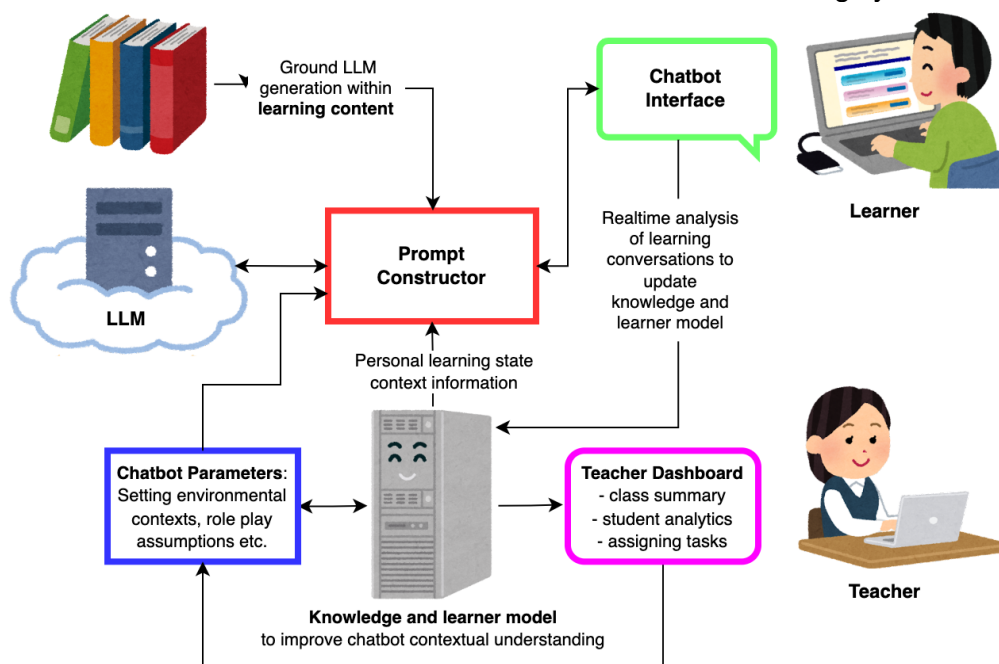 Ground LLM
generation within
learning content
Chatbot
Interface
Learner
LLM
Prompt
Constructor
Realtime analysis
of learning
conversations to
update
knowledge and
learner model
Personal learning state
context information
Chatbot Parameters:
Setting environmental
contexts, role play
assumptions etc.
Teacher Dashboard
- class summary
- student analytics
- assigning tasks
Teacher
Knowledge and learner model
to improve chatbot contextual understanding